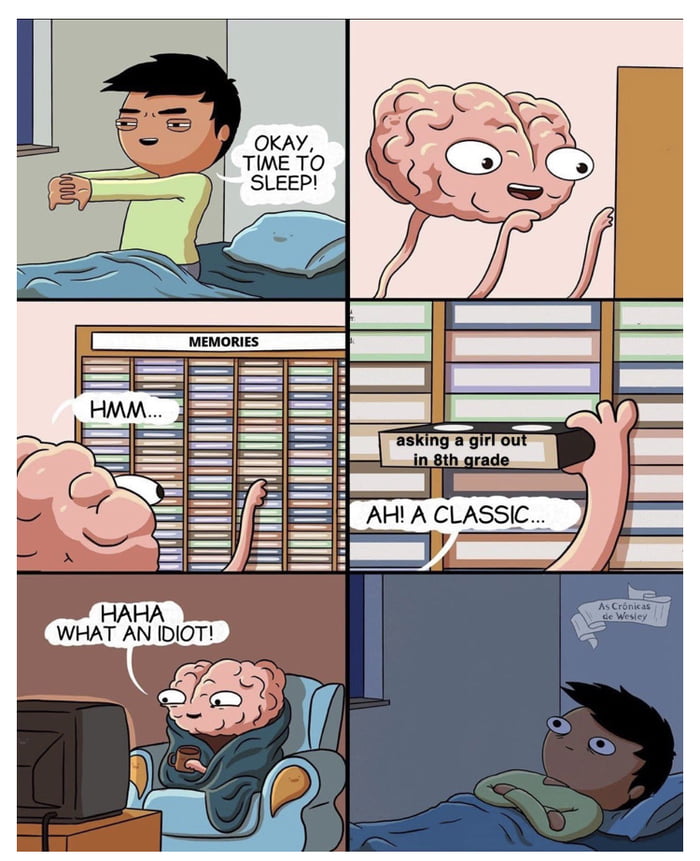 OKAY,
TIME TO
SLEEP!
MEMORIES
HMM...
asking a girl out
in 8th grade
AH! A CLASSIC...
HAHA
WHAT AN IDIOT!
As Crônicas
de Wesley